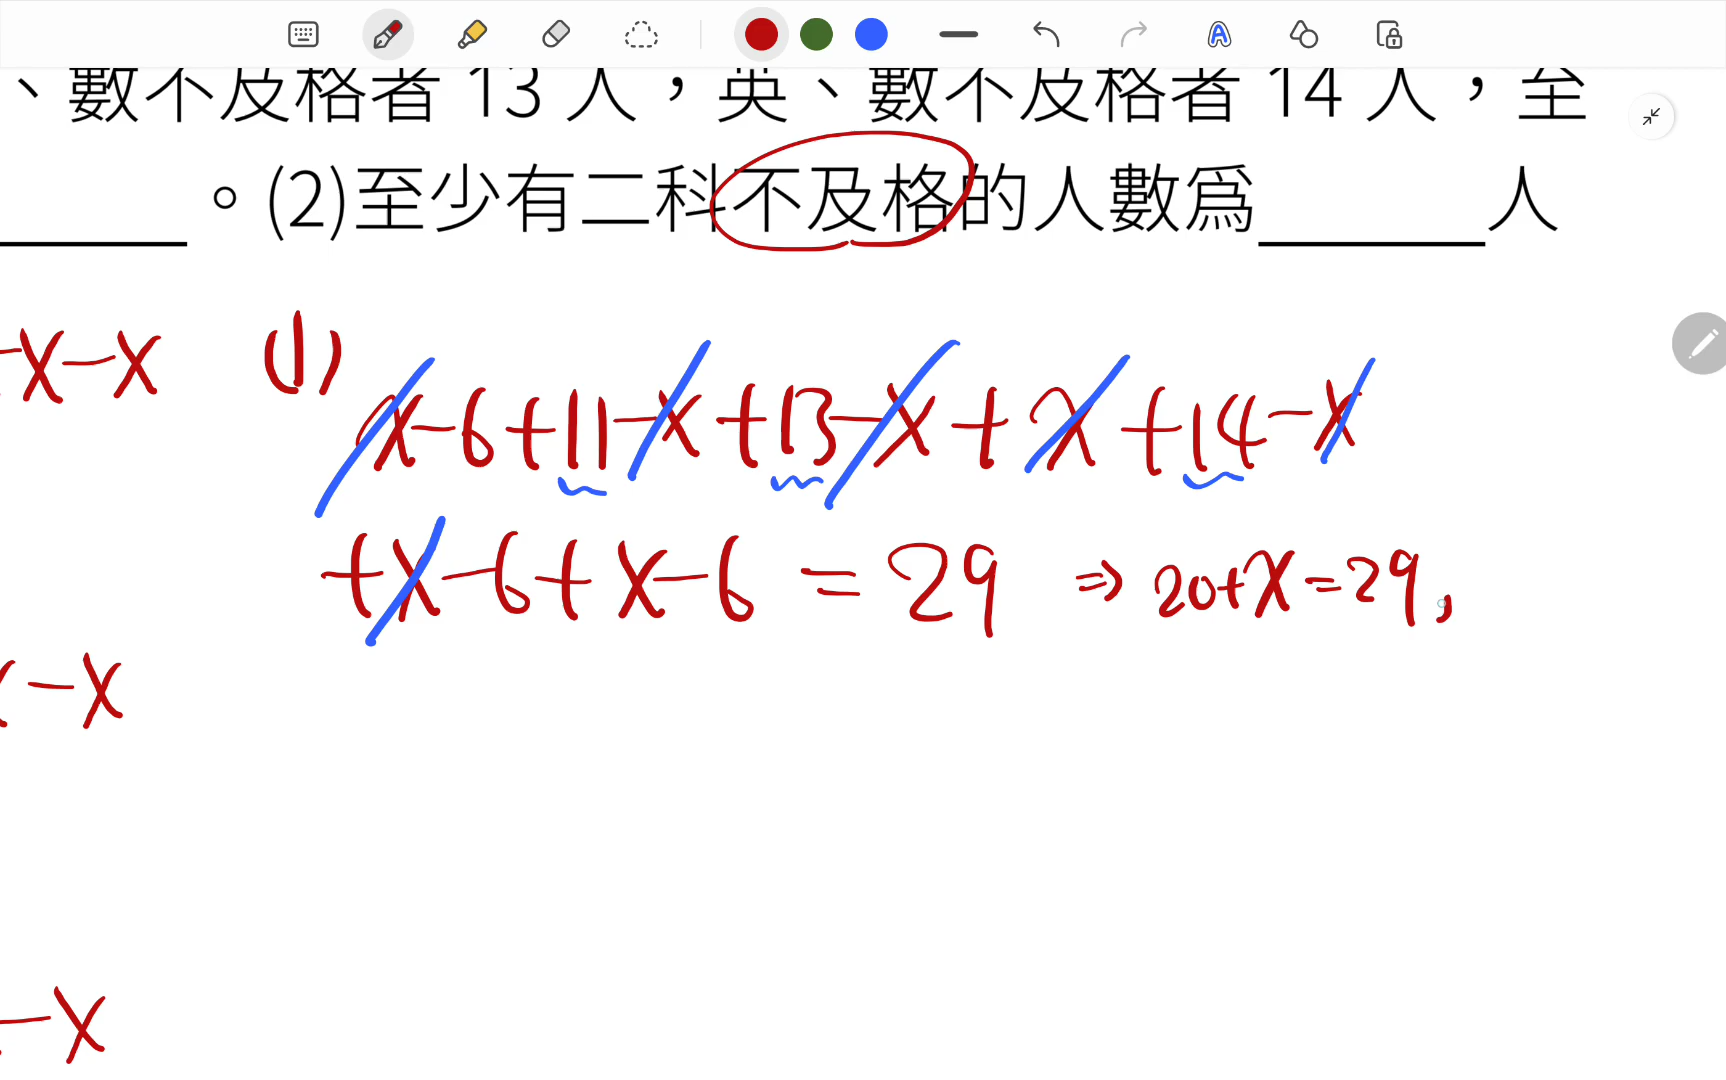 、數不及格者 13 人，英、數不及格者 14 人，至
。(2)至少有二科不及格的人數為 人
-x-x (1)
x-6+11-x+13-x+x+14-x
+x-6+x-6=29 ⇒ 20+x=29,
x-x
-x